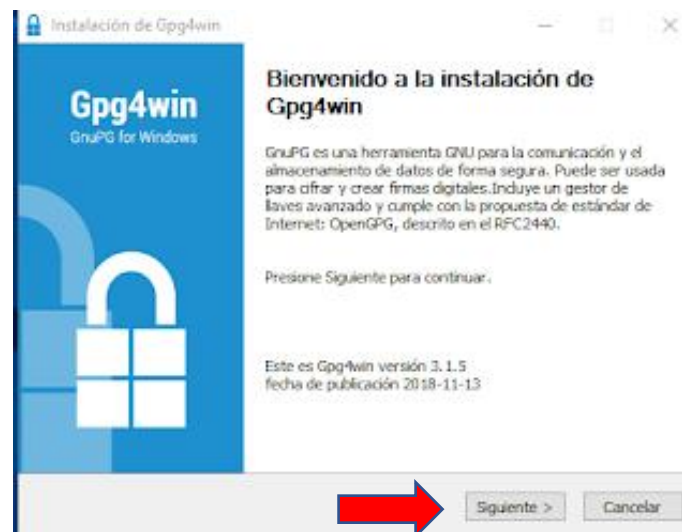 Instalación de Gpg4win
Gpg4win
GnuPG for Windows
Bienvenido a la instalación de
Gpg4win
GnuPG es una herramienta GNU para la comunicación y el
almacenamiento de datos de forma segura. Puede ser usada
para cifrar y crear firmas digitales.Incluye un gestor de
llaves avanzado y cumple con la propuesta de estándar de
Internet: OpenGPG, descrito en el RFC2440.
Presione Siguiente para continuar.
Este es Gpg4win versión 3.1.5
fecha de publicación 2018-11-13
Siguiente >
Cancelar